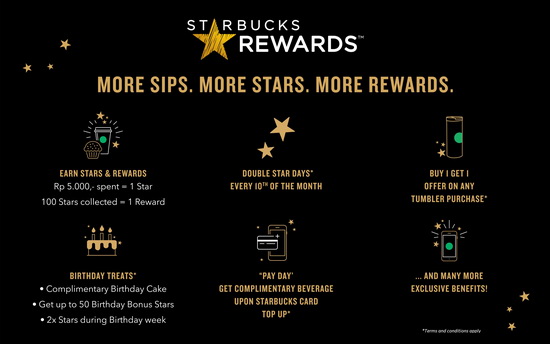 STARBUCKS
REWARDS™
MORE SIPS. MORE STARS. MORE REWARDS.
EARN STARS & REWARDS
Rp 5.000,- spent = 1 Star
100 Stars collected = 1 Reward
DOUBLE STAR DAYS*
EVERY 10TH OF THE MONTH
BUY 1 GET 1
OFFER ON ANY
TUMBLER PURCHASE*
BIRTHDAY TREATS*
• Complimentary Birthday Cake
• Get up to 50 Birthday Bonus Stars
• 2x Stars during Birthday week
'PAY DAY'
GET COMPLIMENTARY BEVERAGE
UPON STARBUCKS CARD
TOP UP*
... AND MANY MORE
EXCLUSIVE BENEFITS!
*Terms and conditions apply